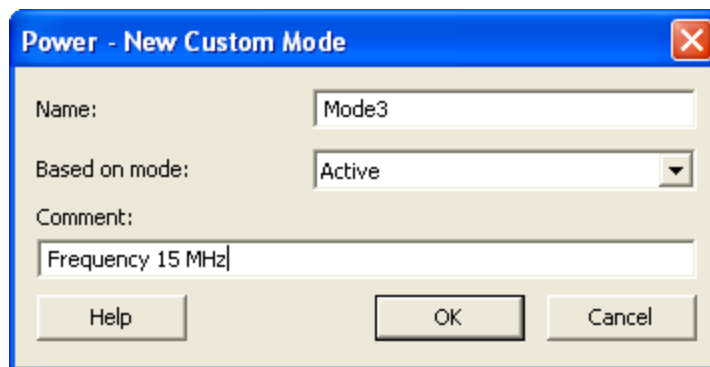 Power - New Custom Mode
Name: Mode3
Based on mode: Active
Comment:
Frequency 15 MHz
Help OK Cancel